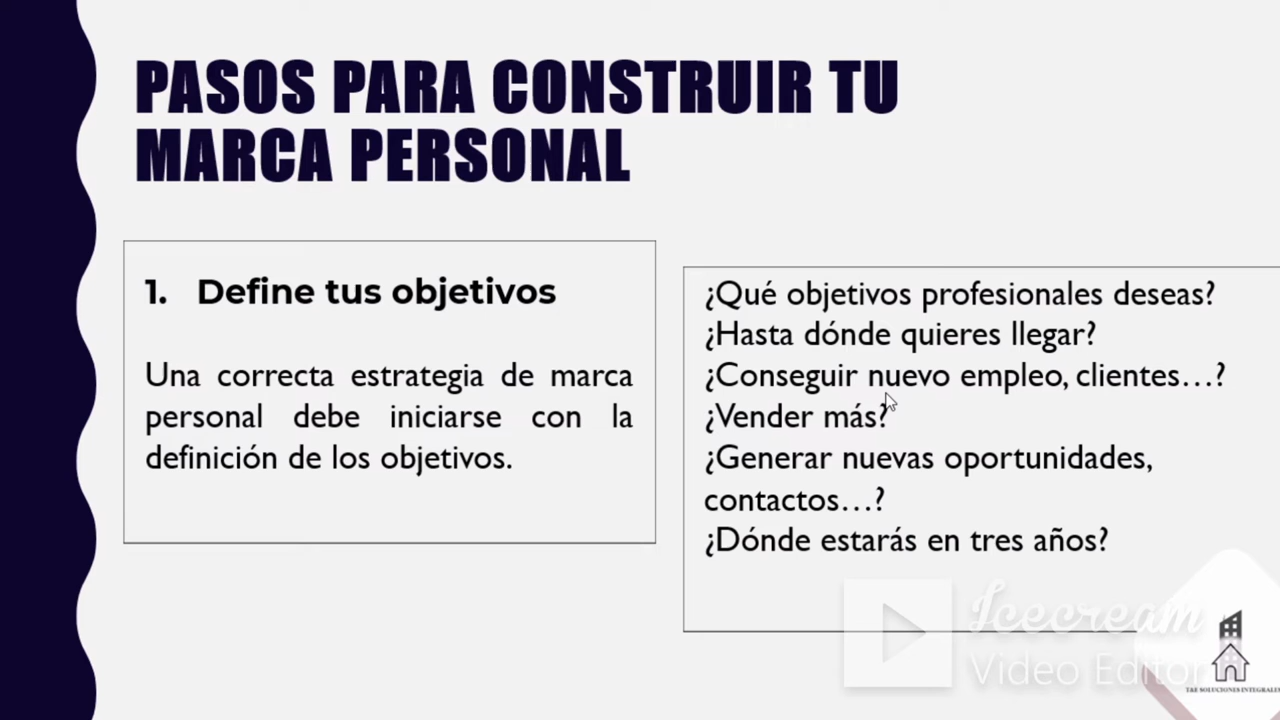 PASOS PARA CONSTRUIR TU
MARCA PERSONAL
1. Define tus objetivos
Una correcta estrategia de marca
personal debe iniciarse con la
definición de los objetivos.
¿Qué objetivos profesionales deseas?
¿Hasta dónde quieres llegar?
¿Conseguir nuevo empleo, clientes…?
¿Vender más?
¿Generar nuevas oportunidades,
contactos…?
¿Dónde estarás en tres años?
Icecream
Video Editor
T&E SOLUCIONES INTEGRALES